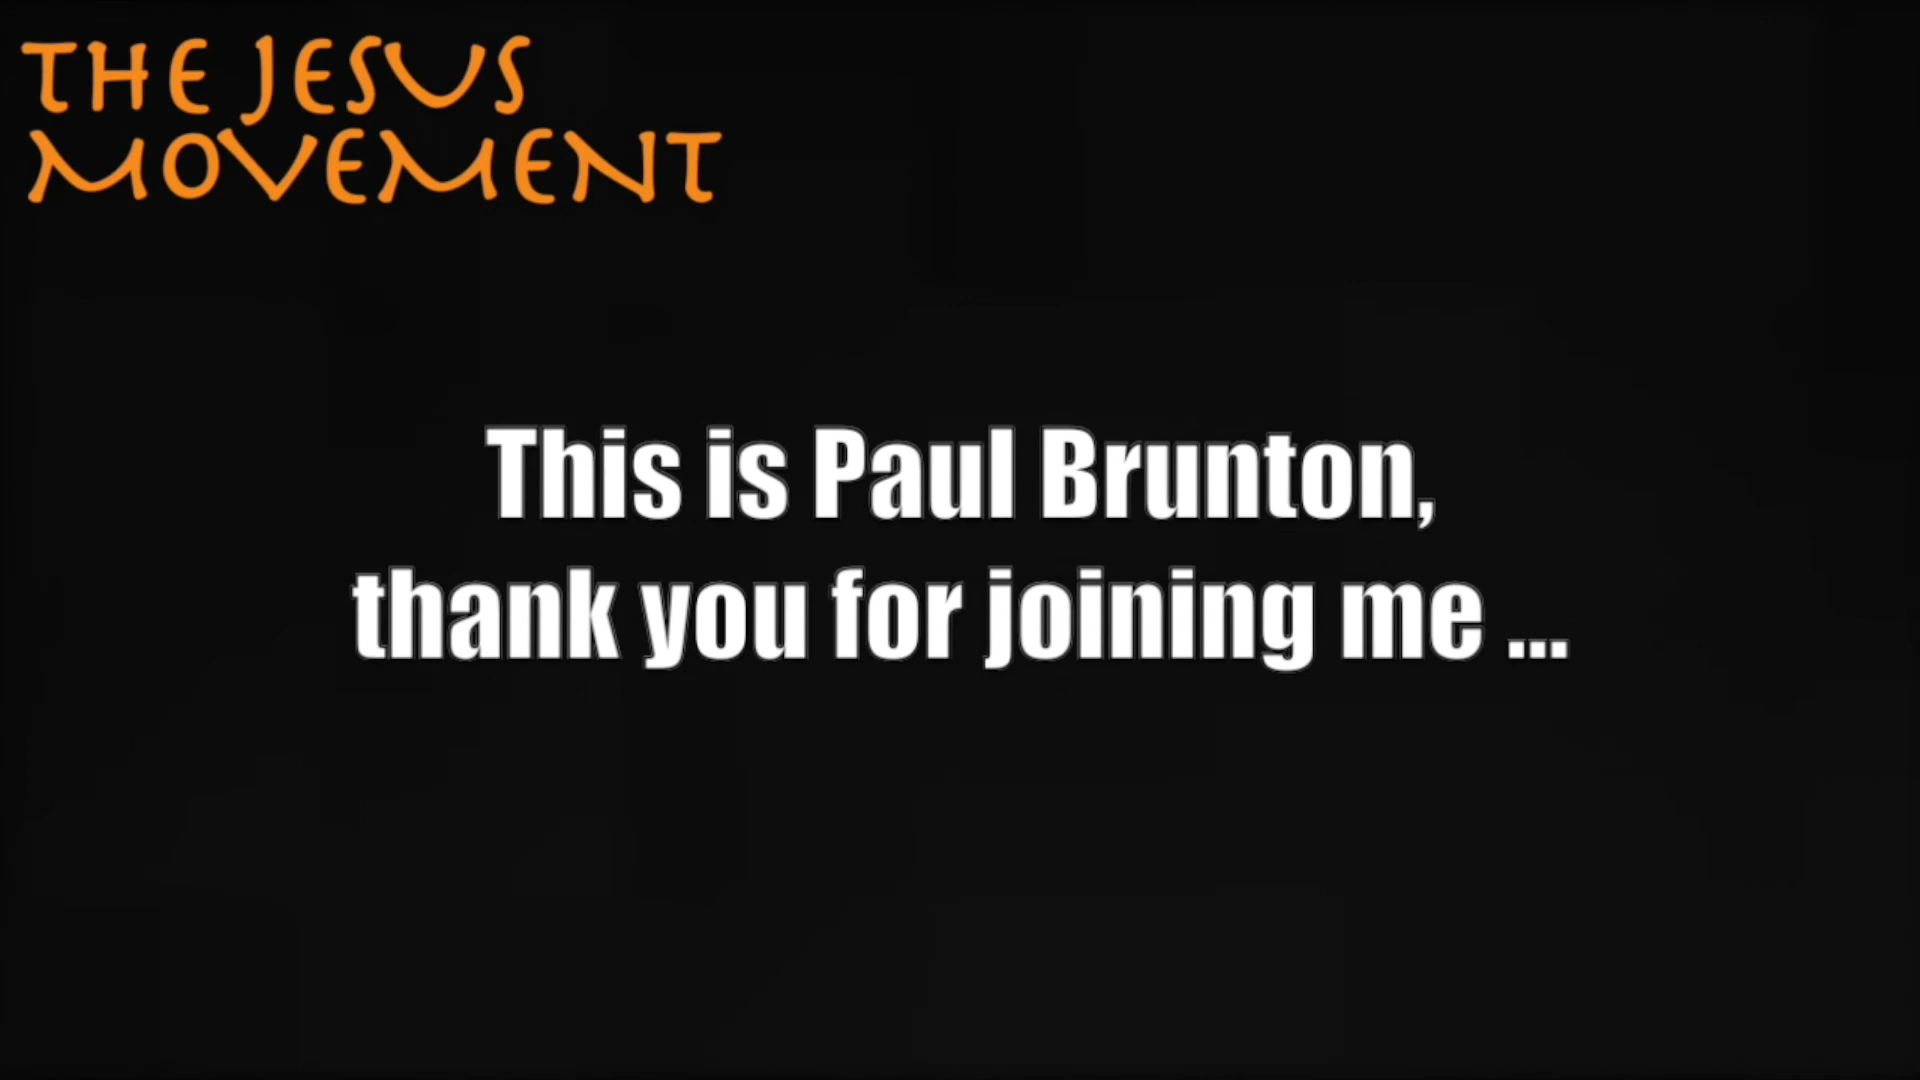 THE JESUS
MOVEMENT
This is Paul Brunton,
thank you for joining me ...